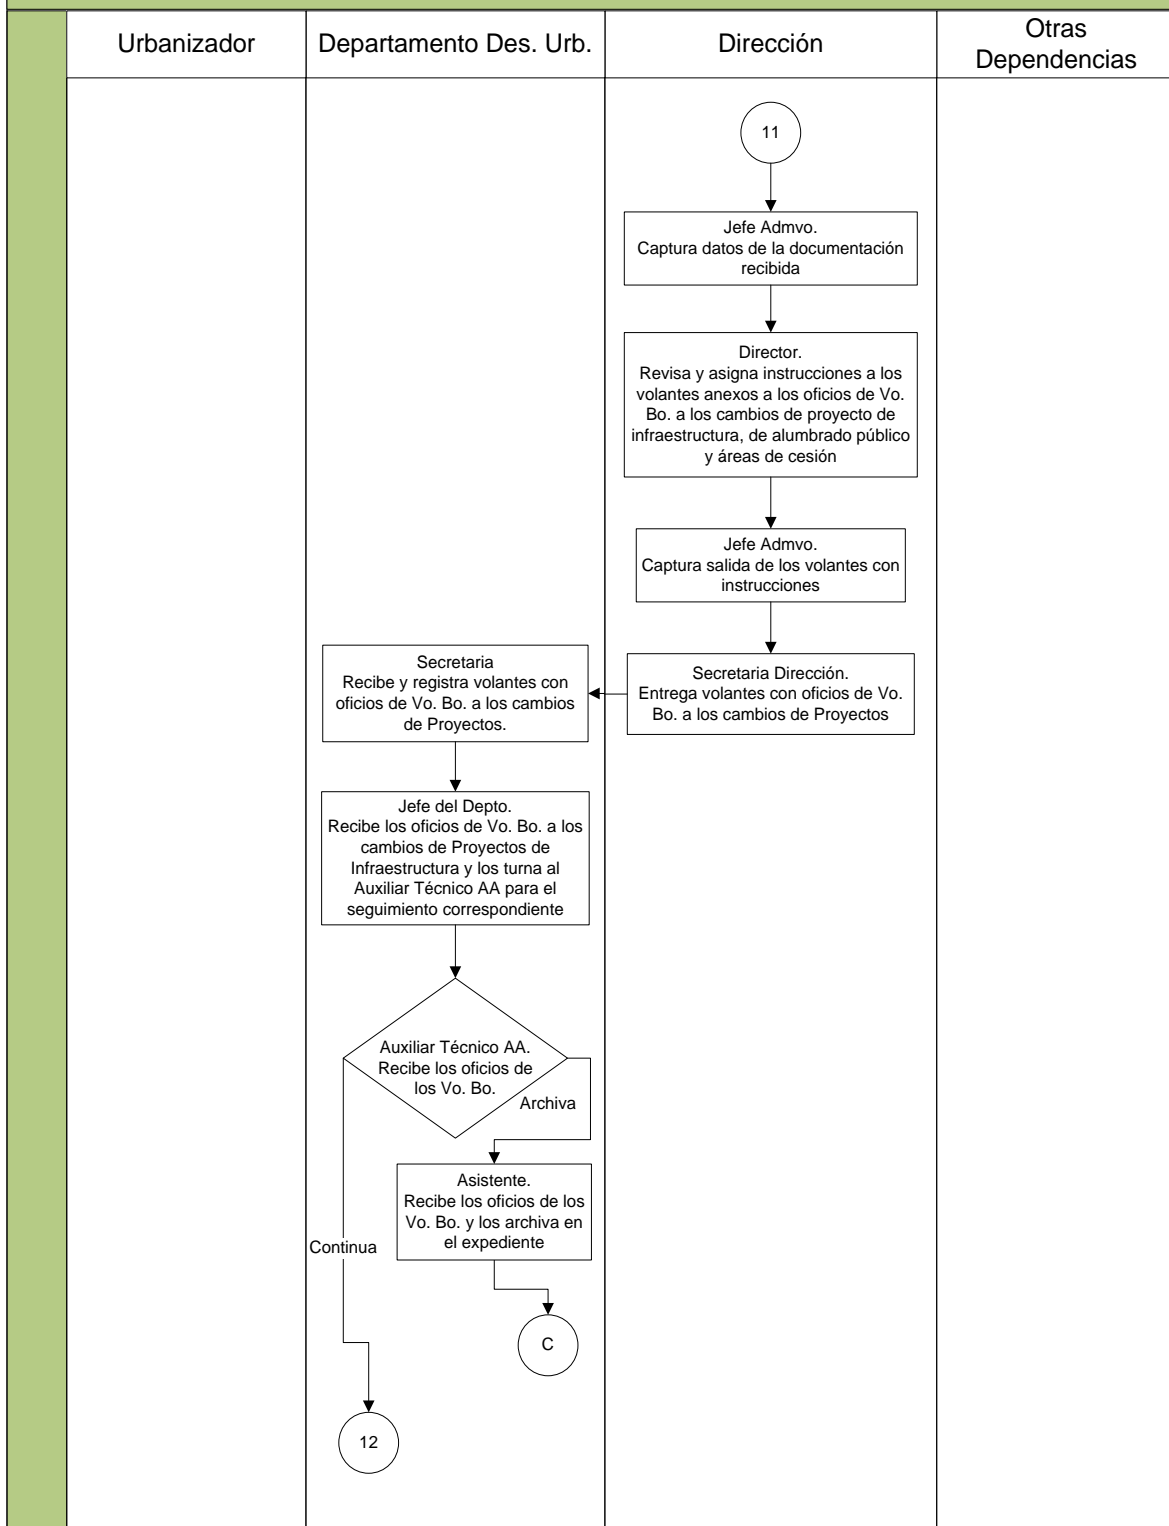 Urbanizador
Departamento Des. Urb.
Dirección
Otras
Dependencias
11
Jefe Admvo.
Captura datos de la documentación
recibida
Director.
Revisa y asigna instrucciones a los
volantes anexos a los oficios de Vo.
Bo. a los cambios de proyecto de
infraestructura, de alumbrado público
y áreas de cesión
Jefe Admvo.
Captura salida de los volantes con
instrucciones
Secretaria Dirección.
Entrega volantes con oficios de Vo.
Bo. a los cambios de Proyectos
Secretaria
Recibe y registra volantes con
oficios de Vo. Bo. a los cambios
de Proyectos.
Jefe del Depto.
Recibe los oficios de Vo. Bo. a los
cambios de Proyectos de
Infraestructura y los turna al
Auxiliar Técnico AA para el
seguimiento correspondiente
Auxiliar Técnico AA.
Recibe los oficios de
los Vo. Bo.
Archiva
Asistente.
Recibe los oficios de los
Vo. Bo. y los archiva en
el expediente
Continua
C
12